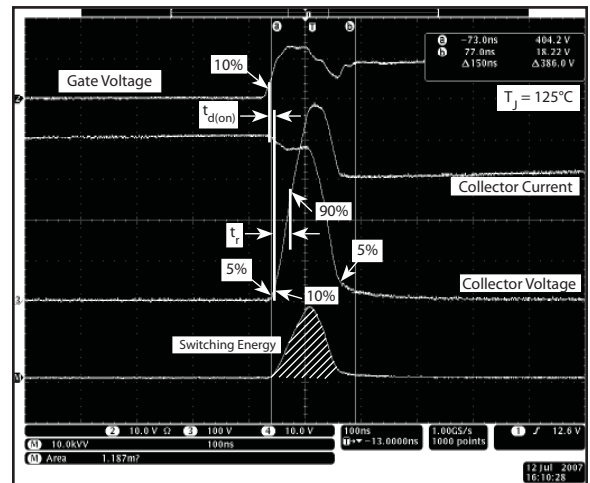 a -73.0ns 404.2 V
b 77.0ns 18.22 V
Δ150ns Δ386.0 V
a T b
10%
Gate Voltage
T_J = 125°C
t_d(on)
Collector Current
90%
t_r
5%
5%
10%
Collector Voltage
Switching Energy
2 10.0 V Ω 3 100 V 4 10.0 V
100ns
T→▼ -13.0000ns
1.00GS/s
1000 points
1 ∫ 12.6 V
M 10.0kVV 100ns
M Area 1.187m?
12 Jul 2007
16:10:28